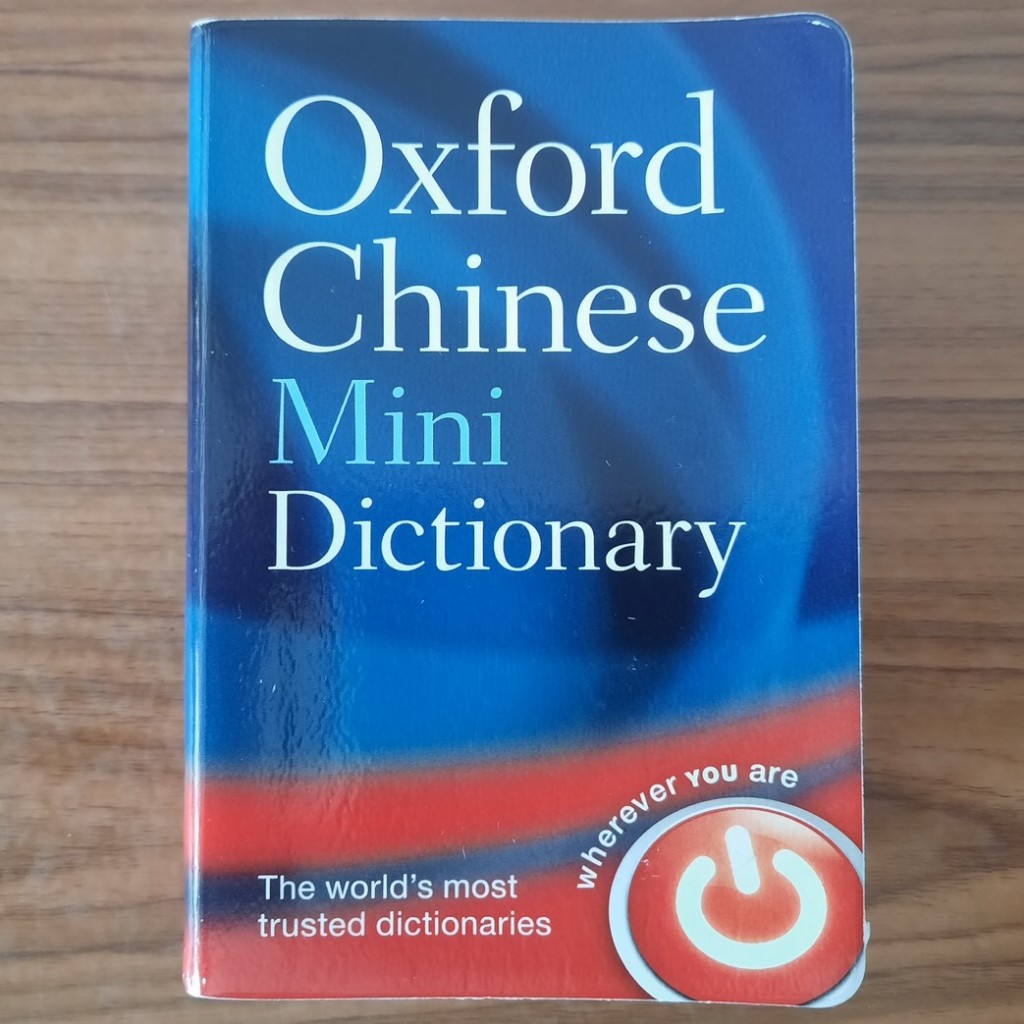 Oxford
Chinese
Mini
Dictionary
wherever YOU are
The world's most
trusted dictionaries